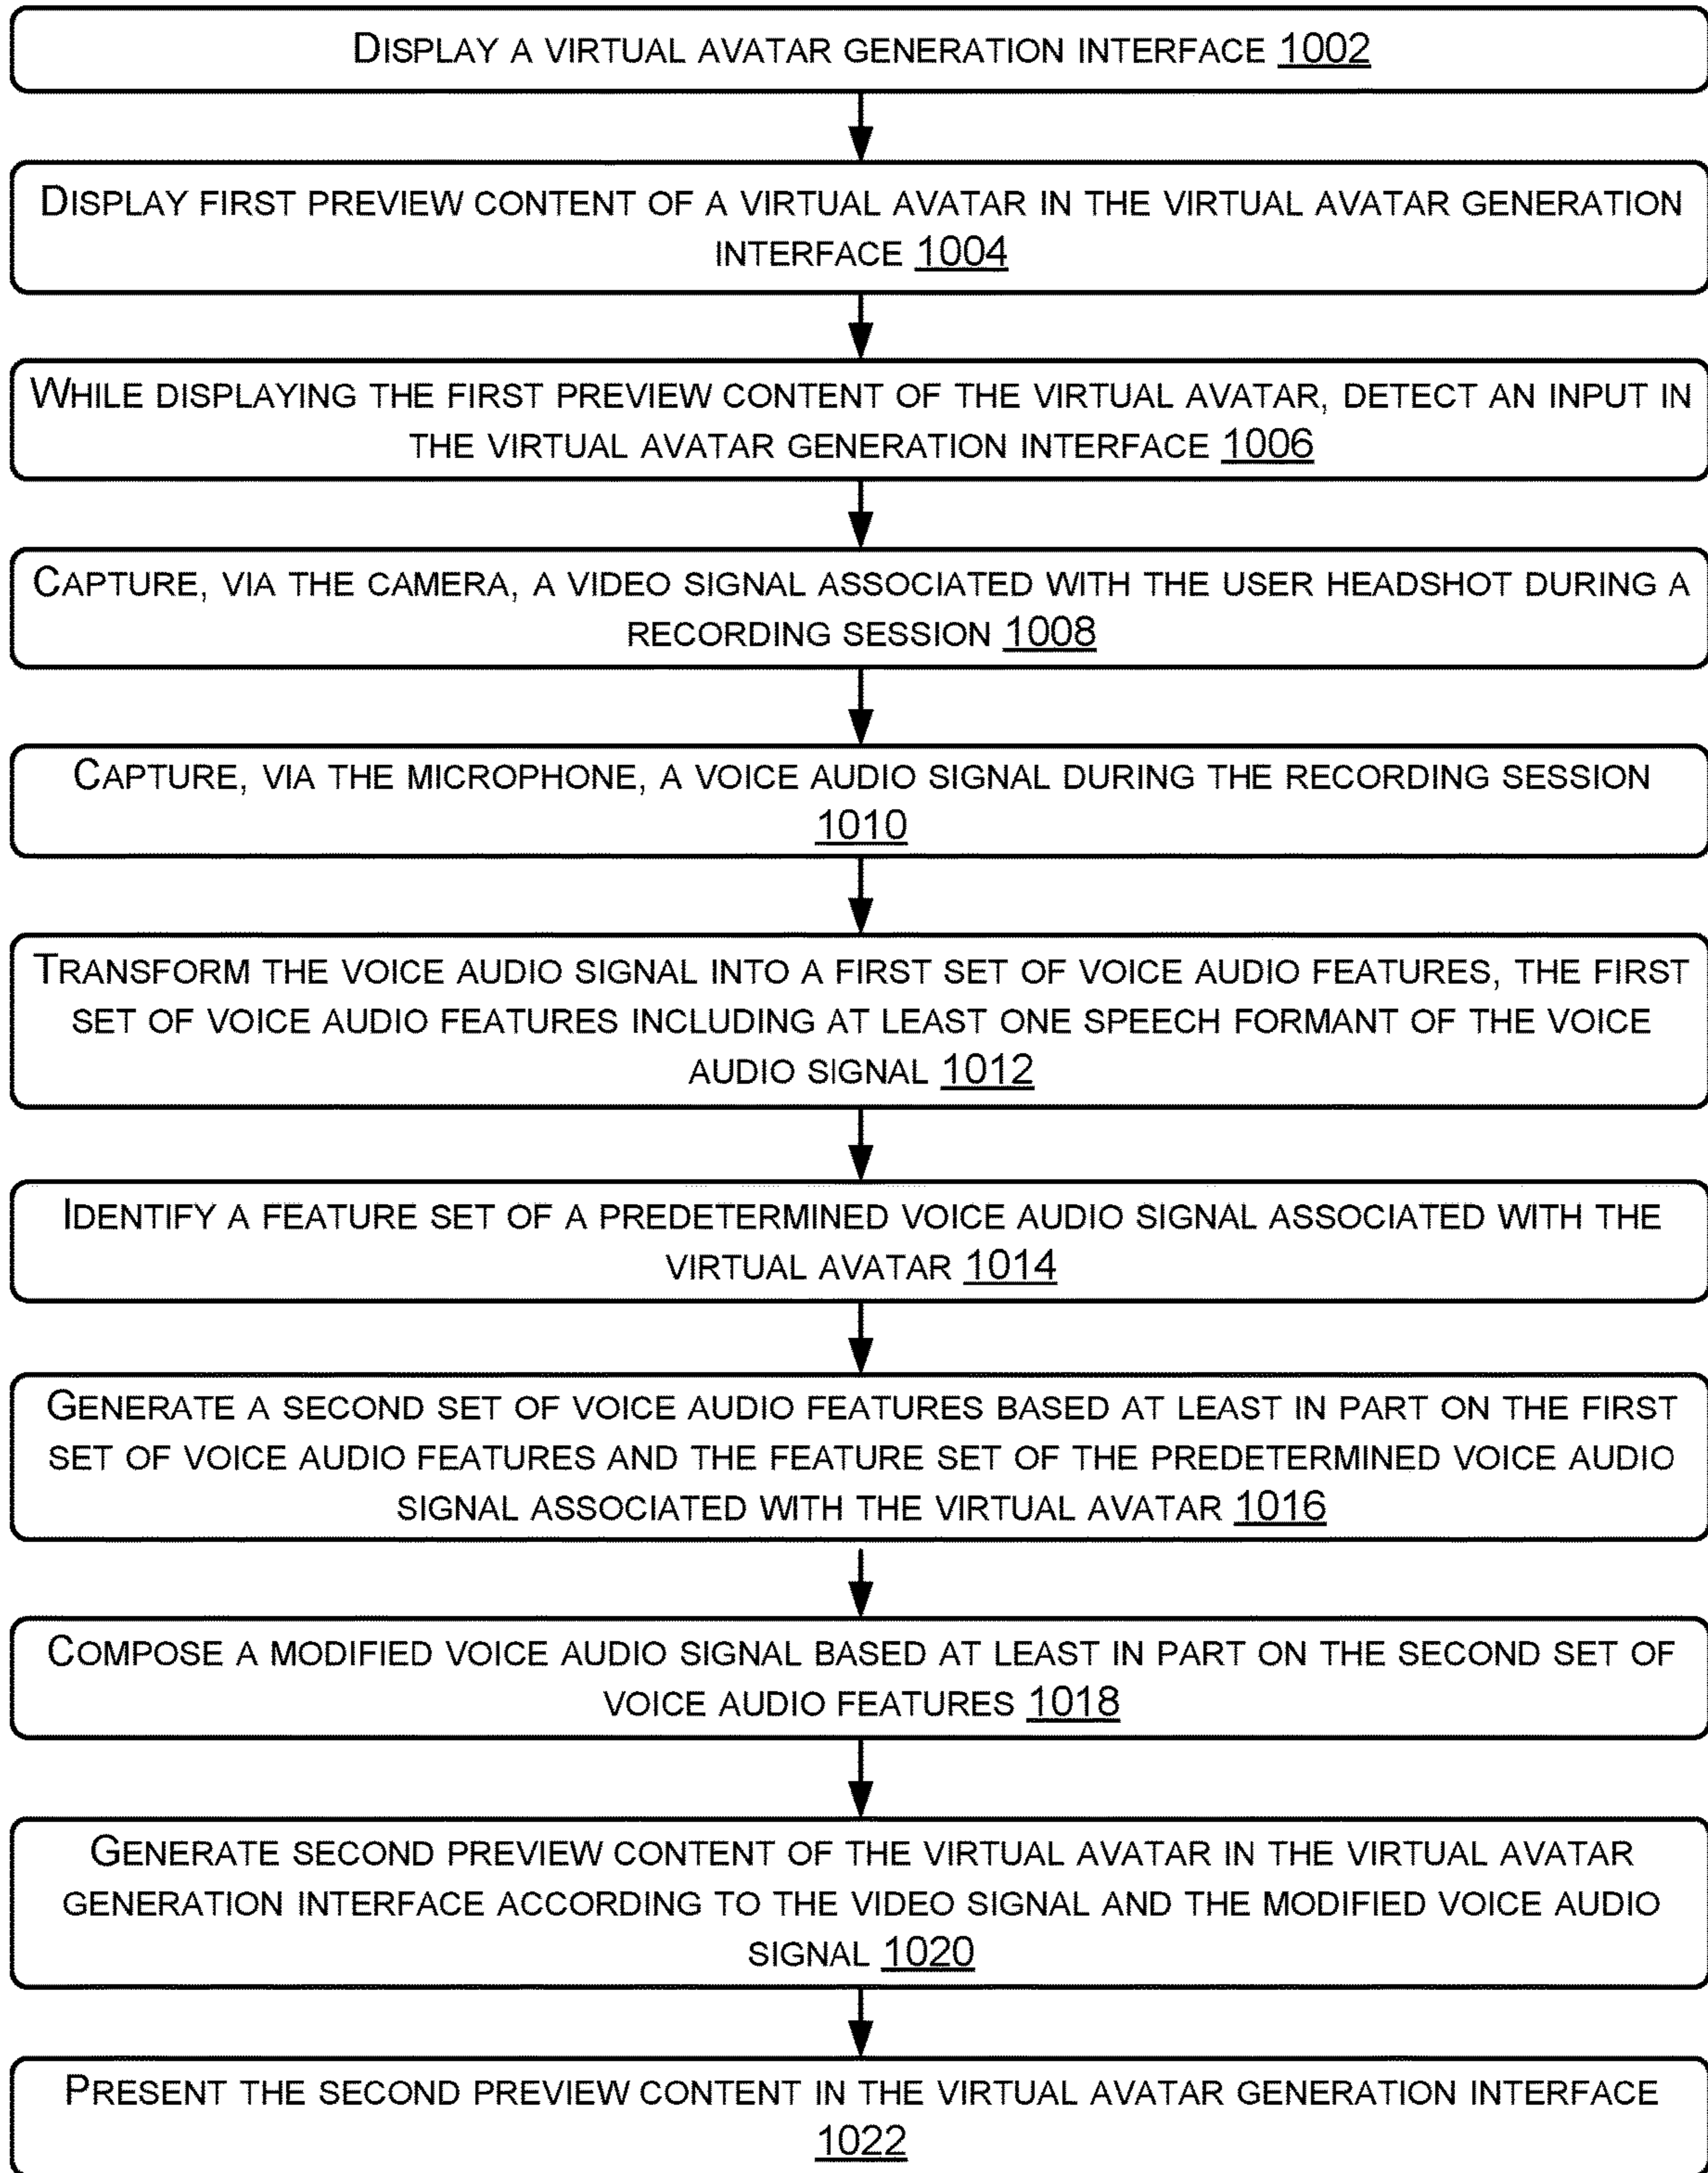 DISPLAY A VIRTUAL AVATAR GENERATION INTERFACE 1002
DISPLAY FIRST PREVIEW CONTENT OF A VIRTUAL AVATAR IN THE VIRTUAL AVATAR GENERATION
INTERFACE 1004
WHILE DISPLAYING THE FIRST PREVIEW CONTENT OF THE VIRTUAL AVATAR, DETECT AN INPUT IN
THE VIRTUAL AVATAR GENERATION INTERFACE 1006
CAPTURE, VIA THE CAMERA, A VIDEO SIGNAL ASSOCIATED WITH THE USER HEADSHOT DURING A
RECORDING SESSION 1008
CAPTURE, VIA THE MICROPHONE, A VOICE AUDIO SIGNAL DURING THE RECORDING SESSION
1010
TRANSFORM THE VOICE AUDIO SIGNAL INTO A FIRST SET OF VOICE AUDIO FEATURES, THE FIRST
SET OF VOICE AUDIO FEATURES INCLUDING AT LEAST ONE SPEECH FORMANT OF THE VOICE
AUDIO SIGNAL 1012
IDENTIFY A FEATURE SET OF A PREDETERMINED VOICE AUDIO SIGNAL ASSOCIATED WITH THE
VIRTUAL AVATAR 1014
GENERATE A SECOND SET OF VOICE AUDIO FEATURES BASED AT LEAST IN PART ON THE FIRST
SET OF VOICE AUDIO FEATURES AND THE FEATURE SET OF THE PREDETERMINED VOICE AUDIO
SIGNAL ASSOCIATED WITH THE VIRTUAL AVATAR 1016
COMPOSE A MODIFIED VOICE AUDIO SIGNAL BASED AT LEAST IN PART ON THE SECOND SET OF
VOICE AUDIO FEATURES 1018
GENERATE SECOND PREVIEW CONTENT OF THE VIRTUAL AVATAR IN THE VIRTUAL AVATAR
GENERATION INTERFACE ACCORDING TO THE VIDEO SIGNAL AND THE MODIFIED VOICE AUDIO
SIGNAL 1020
PRESENT THE SECOND PREVIEW CONTENT IN THE VIRTUAL AVATAR GENERATION INTERFACE
1022